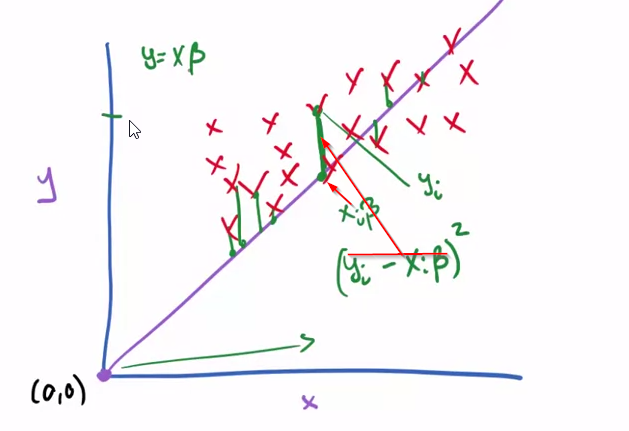 y = xβ
y
yᵢ
xᵢβ
(yᵢ - xᵢβ)²
(0,0)
x